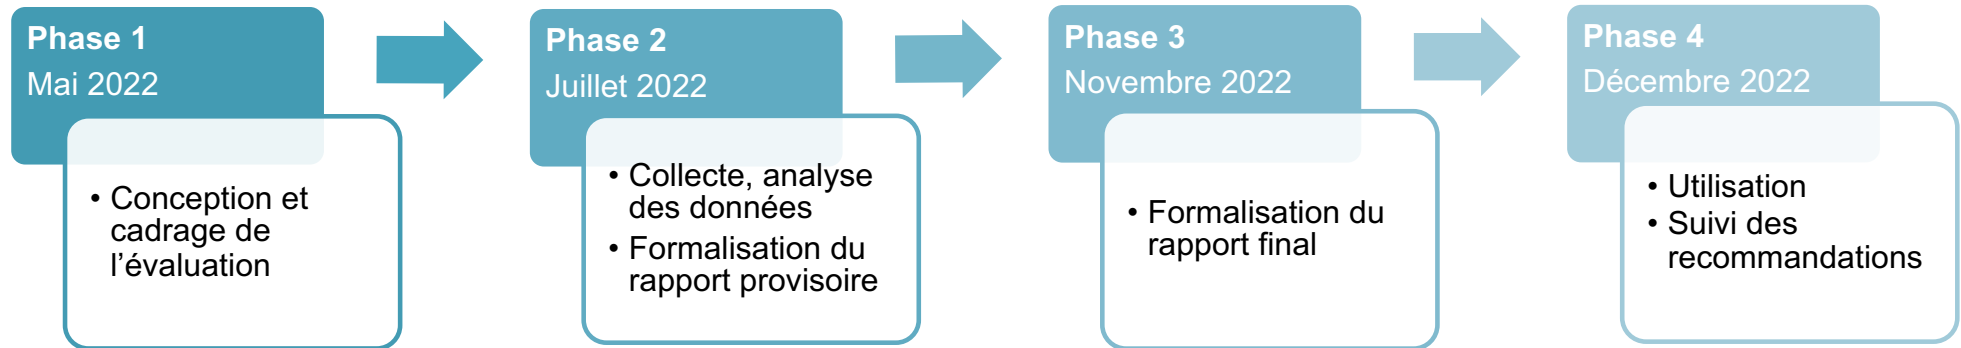 Phase 1
Mai 2022
• Conception et
cadrage de
l’évaluation
Phase 2
Juillet 2022
• Collecte, analyse
des données
• Formalisation du
rapport provisoire
Phase 3
Novembre 2022
• Formalisation du
rapport final
Phase 4
Décembre 2022
• Utilisation
• Suivi des
recommandations